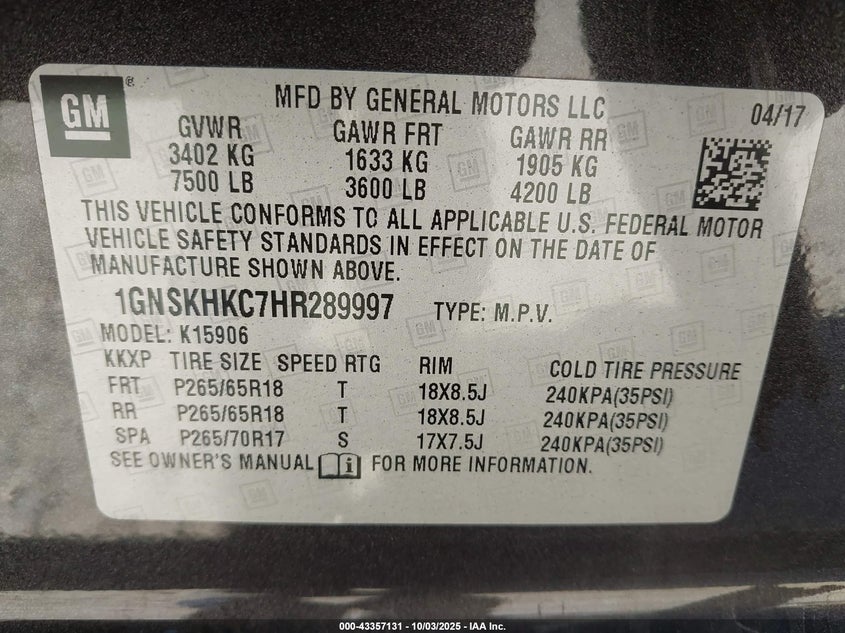 GM ®
MFD BY GENERAL MOTORS LLC
04/17
GVWR GAWR FRT GAWR RR
3402 KG 1633 KG 1905 KG
7500 LB 3600 LB 4200 LB
THIS VEHICLE CONFORMS TO ALL APPLICABLE U.S. FEDERAL MOTOR
VEHICLE SAFETY STANDARDS IN EFFECT ON THE DATE OF
MANUFACTURE SHOWN ABOVE.
1GNSKHKC7HR289997 TYPE: M.P.V.
MODEL: K15906
KKXP TIRE SIZE SPEED RTG RIM COLD TIRE PRESSURE
FRT P265/65R18 T 18X8.5J 240KPA(35PSI)
RR P265/65R18 T 18X8.5J 240KPA(35PSI)
SPA P265/70R17 S 17X7.5J 240KPA(35PSI)
SEE OWNER'S MANUAL FOR MORE INFORMATION.
000-43357131 - 10/03/2025 - IAA Inc.